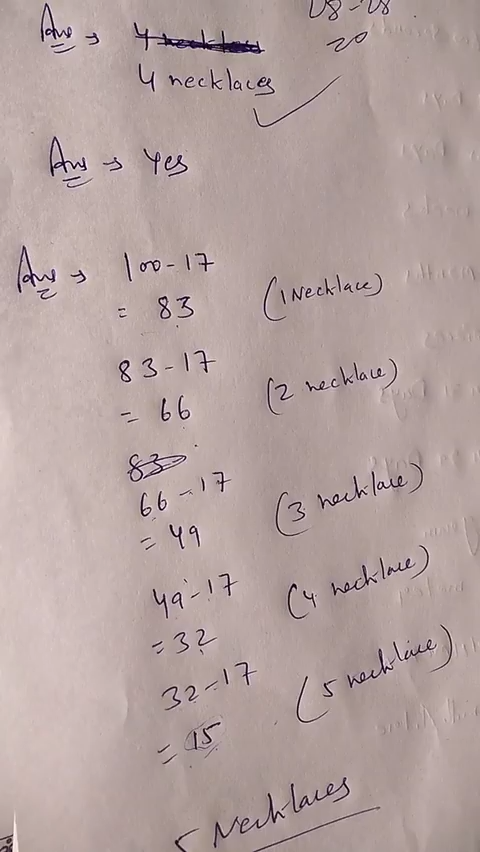 Ans → 4
20
4 necklaces
Ans → Yes
Ans → 100-17
= 83 (1 Necklace)
83-17
= 66 (2 necklace)
83
66-17
= 49 (3 necklace)
49-17
= 32 (4 necklace)
32-17
= 15 (5 necklace)
5 Necklaces